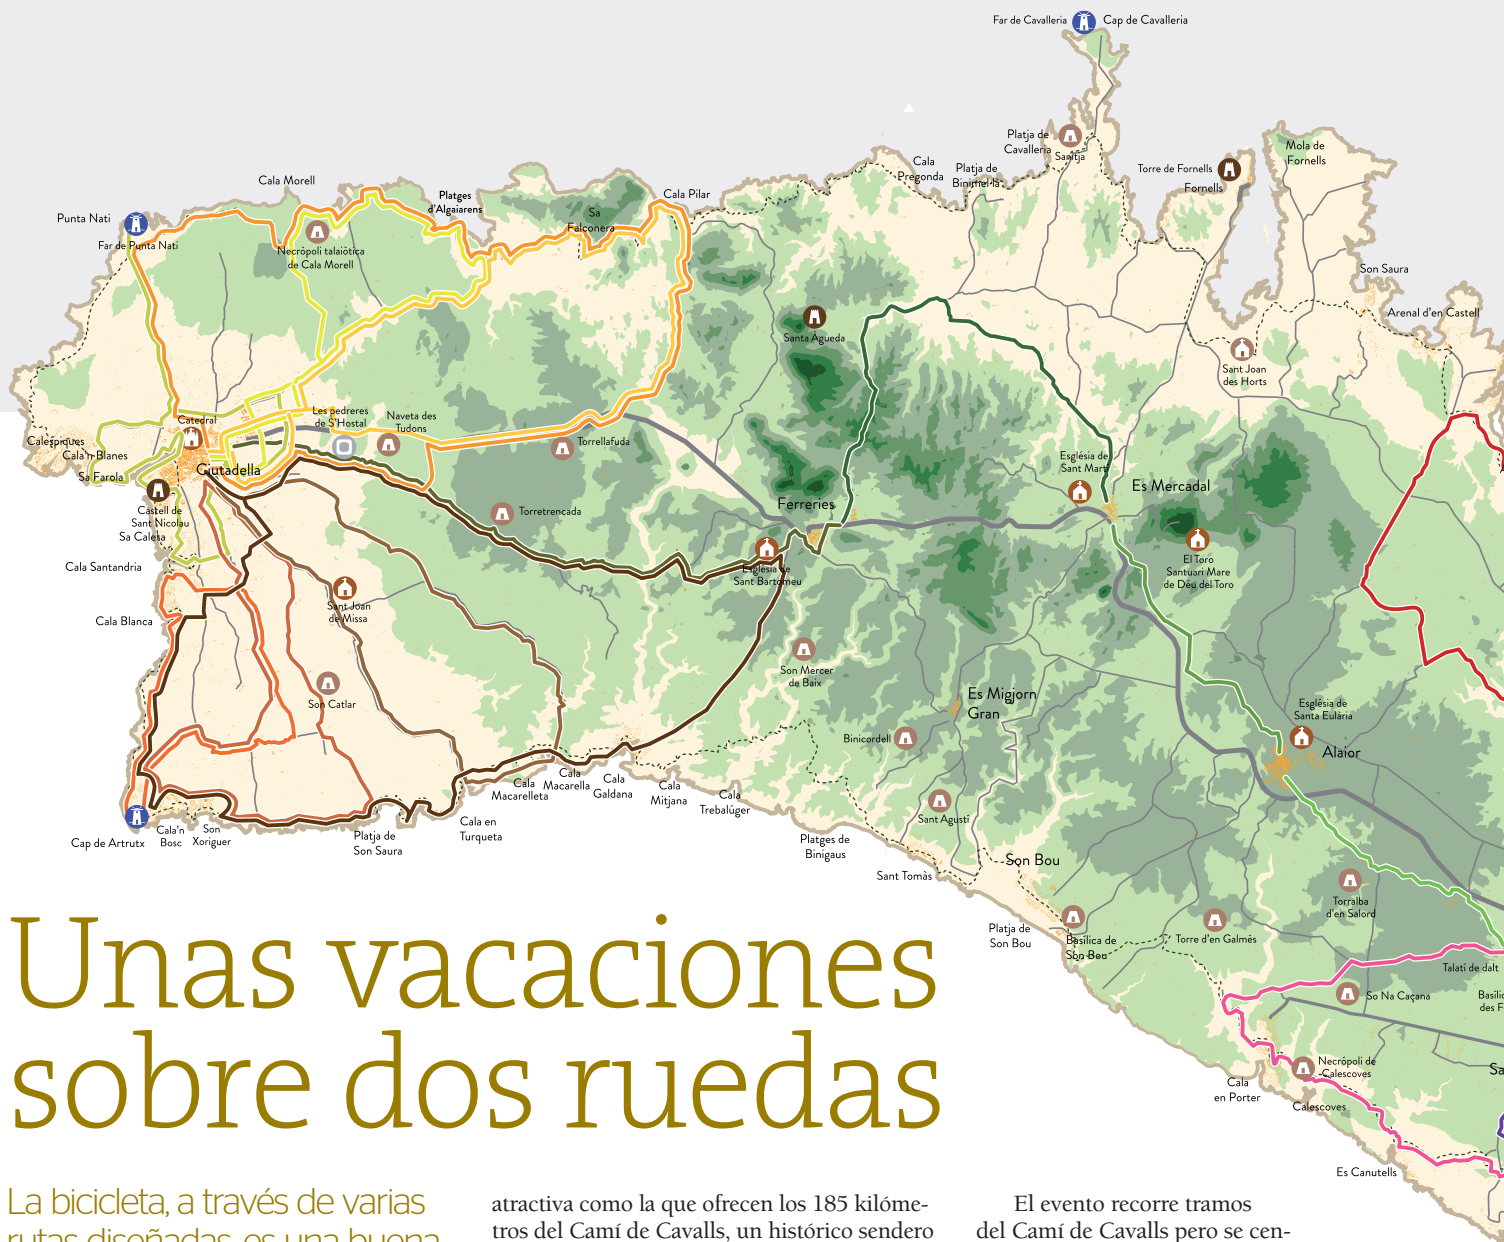 Far de Cavalleria
Cap de Cavalleria
Platja de
Cavalleria
Sanitja
Torre de Fornells
Fornells
Mola de
Fornells
Cala
Pregonda
Platja de
Binimel·là
Cala Morell
Platges
d'Algaiarens
Cala Pilar
Punta Nati
Far de Punta Nati
Sa
Falconera
Necròpoli talaiòtica
de Cala Morell
Son Saura
Arenal d'en Castell
Santa Àgueda
Sant Joan
des Horts
Les pedreres
de S'Hostal
Naveta des
Tudons
Catedral
Torrellafuda
Calespiques
Cala'n Blanes
Sa Farola
Ciutadella
Església de
Sant Martí
Es Mercadal
Castell de
Sant Nicolau
Sa Caleta
Torretrencada
Ferreries
Cala Santandria
Església de
Sant Bartomeu
El Toro
Santuari Mare
de Déu del Toro
Sant Joan
de Missa
Cala Blanca
Son Mercer
de Baix
Son Catlar
Es Migjorn
Gran
Binicordell
Església de
Santa Eulària
Alaior
Cala
Macarelleta
Cala
Macarella
Cala
Galdana
Cala
Mitjana
Cala
Trebalúger
Sant Agustí
Cap de Artrutx
Cala'n
Bosc
Son
Xoriguer
Platja de
Son Saura
Cala en
Turqueta
Platges de
Binigaus
Sant Tomàs
Son Bou
Platja de
Son Bou
Basílica de
Son Bou
Torre d'en Galmés
Torralba
d'en Salord
Talatí de dalt
So Na Caçana
Necrópoli de
Calescoves
Cala
en Porter
Calescoves
Es Canutells
Unas vacaciones
sobre dos ruedas
La bicicleta, a través de varias
rutas diseñadas, es una buena
atractiva como la que ofrecen los 185 kilóme-
tros del Camí de Cavalls, un histórico sendero
El evento recorre tramos
del Camí de Cavalls pero se cen-